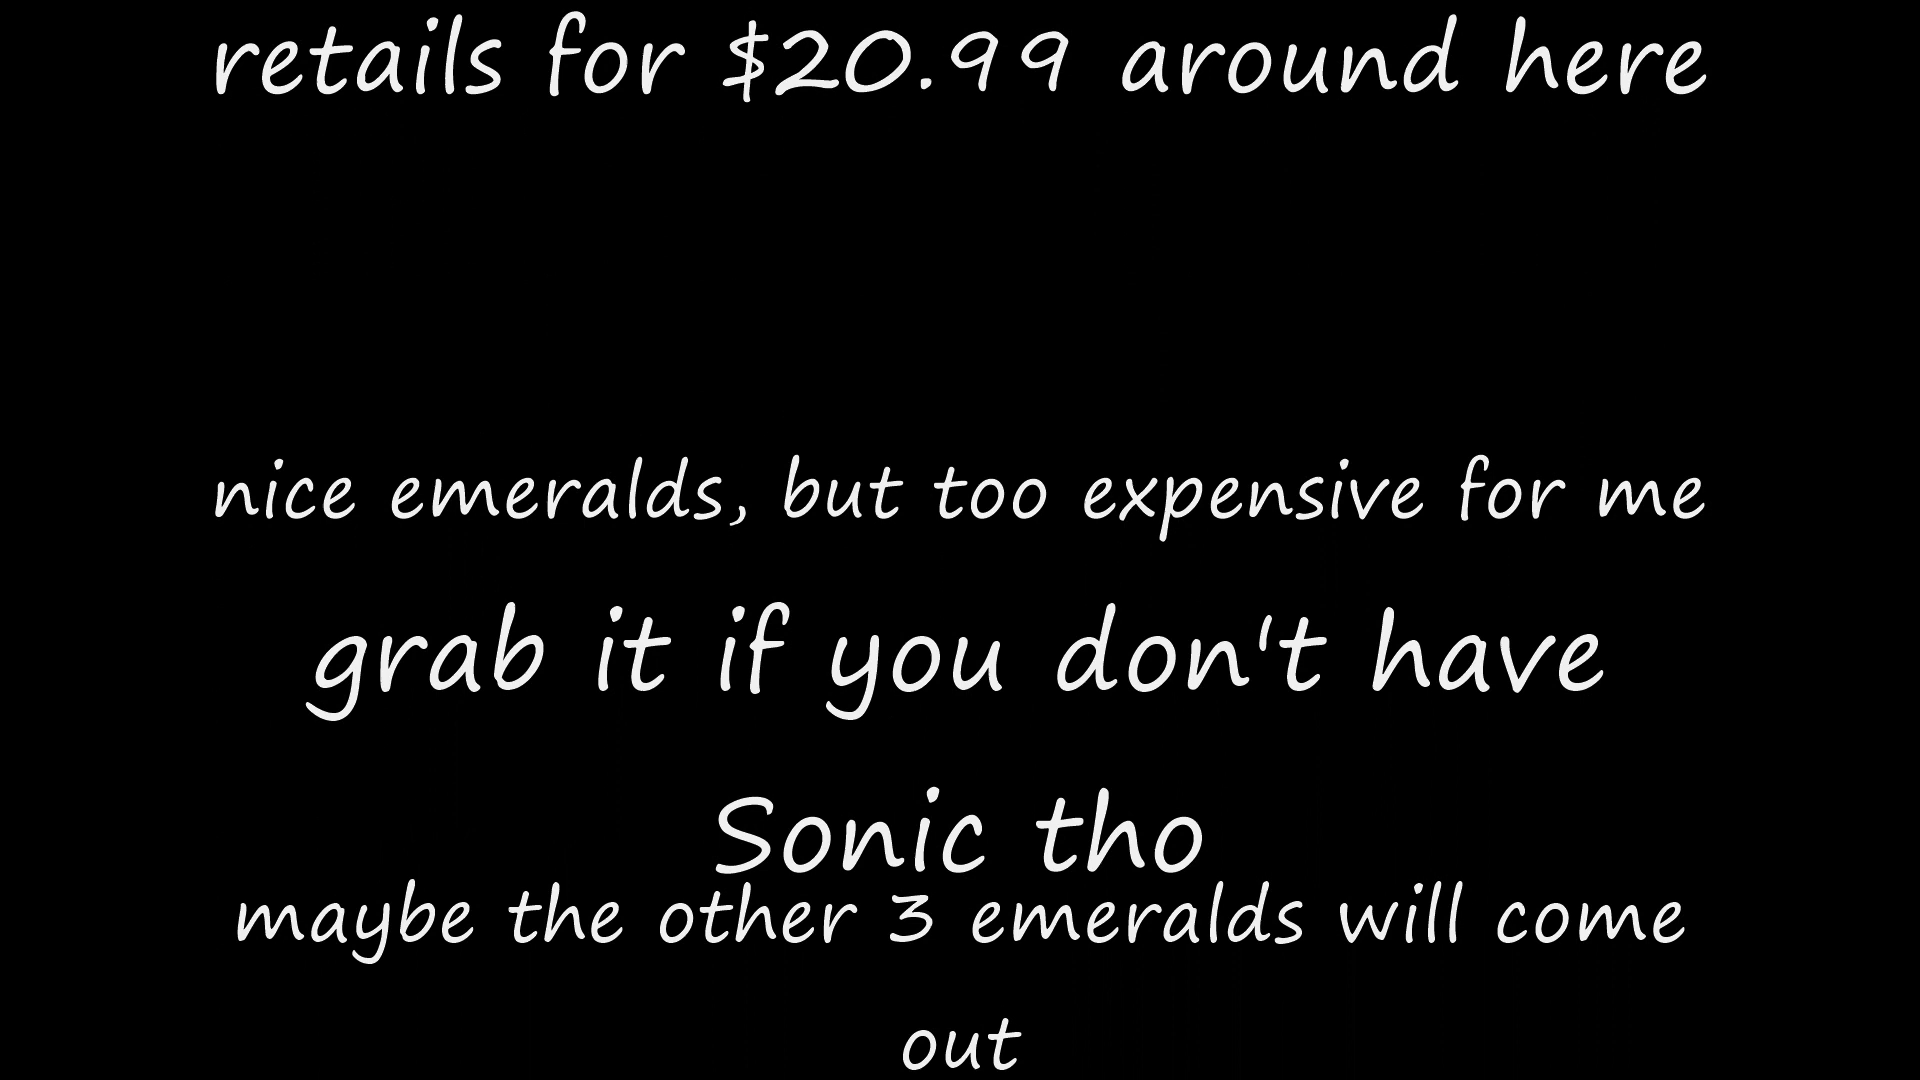 retails for $20.99 around here
nice emeralds, but too expensive for me
grab it if you don't have
Sonic tho
maybe the other 3 emeralds will come
out